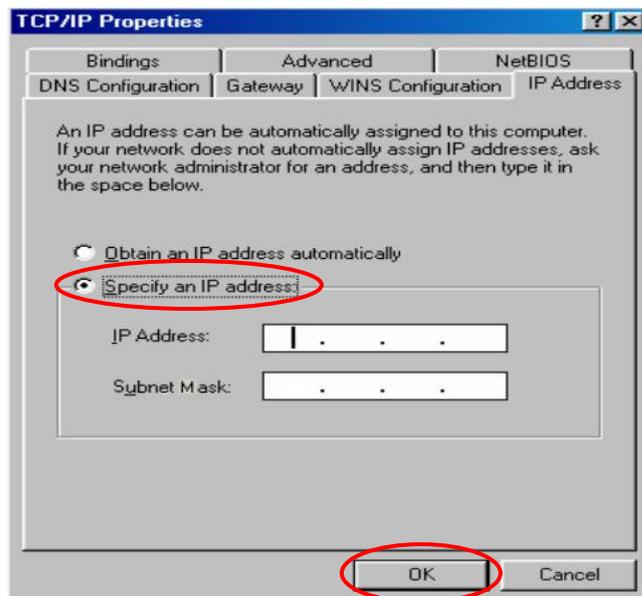 TCP/IP Properties
? X
Bindings Advanced NetBIOS
DNS Configuration Gateway WINS Configuration IP Address
An IP address can be automatically assigned to this computer.
If your network does not automatically assign IP addresses, ask
your network administrator for an address, and then type it in
the space below.
Obtain an IP address automatically
Specify an IP address:
IP Address: . . .
Subnet Mask: . . .
OK Cancel